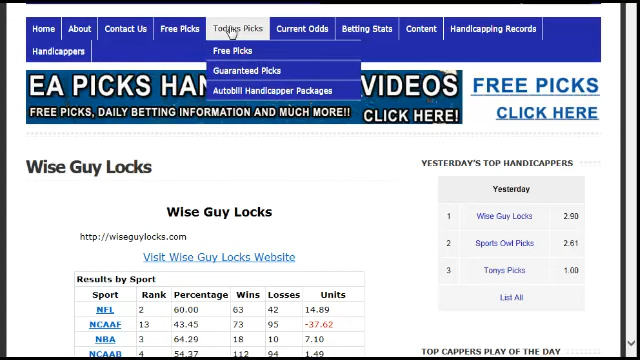 Home About Contact Us Free Picks Todays Picks Current Odds Betting Stats Content Handicapping Records
Handicappers
Free Picks
Guaranteed Picks
Autobill Handicapper Packages
EA PICKS HAN VIDEOS
FREE PICKS, DAILY BETTING INFORMATION AND MUCH MORE!! CLICK HERE!
FREE PICKS
CLICK HERE
Wise Guy Locks
Wise Guy Locks
http://wiseguylocks.com
Visit Wise Guy Locks Website
Results by Sport
Sport Rank Percentage Wins Losses Units
NFL 2 60.00 63 42 14.89
NCAAF 13 43.45 73 95 -37.62
NBA 3 64.29 18 10 7.10
NCAAB 4 54.37 112 94 1.49
YESTERDAY'S TOP HANDICAPPERS
Yesterday
1 Wise Guy Locks 2.90
2 Sports Owl Picks 2.61
3 Tonys Picks 1.00
List All
TOP CAPPERS PLAY OF THE DAY